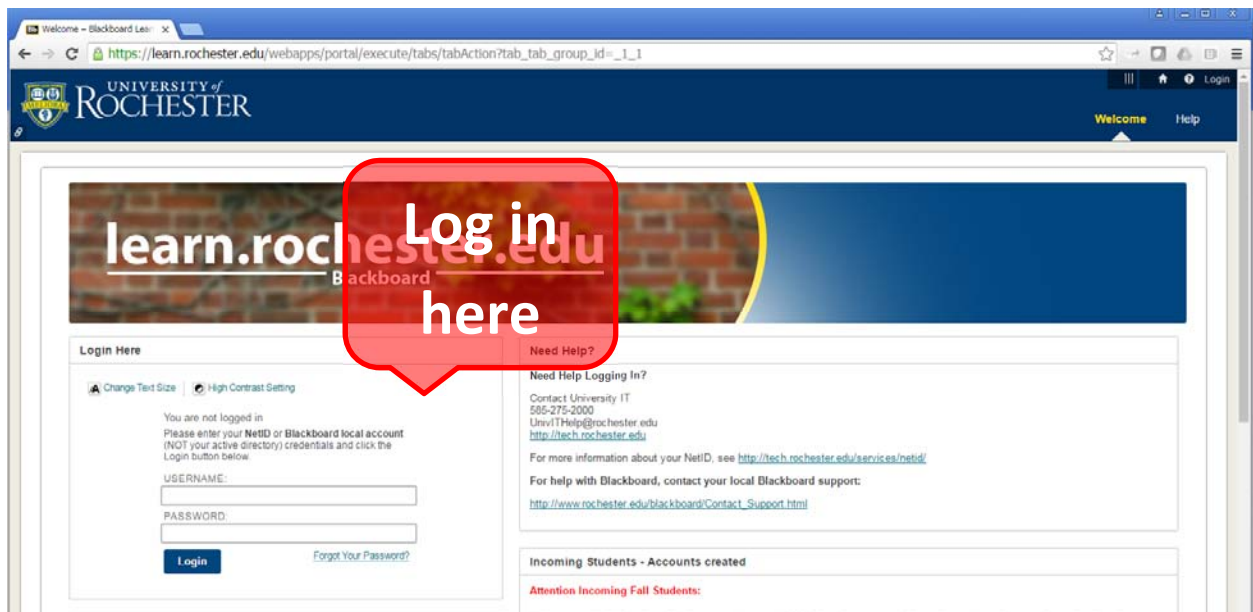 Welcome – Blackboard Lear
https://learn.rochester.edu/webapps/portal/execute/tabs/tabAction?tab_tab_group_id=_1_1
UNIVERSITY of
ROCHESTER
MELIORA
Login
Welcome Help
learn.rochester.edu
Blackboard
Log in
here
Login Here
Change Text Size
High Contrast Setting
You are not logged in
Please enter your NetID or Blackboard local account
(NOT your active directory) credentials and click the
Login button below.
USERNAME:
PASSWORD:
Login
Forgot Your Password?
Need Help?
Need Help Logging In?
Contact University IT
585-275-2000
UnivITHelp@rochester.edu
http://tech.rochester.edu
For more information about your NetID, see http://tech.rochester.edu/services/netid/
For help with Blackboard, contact your local Blackboard support:
http://www.rochester.edu/blackboard/Contact_Support.html
Incoming Students - Accounts created
Attention Incoming Fall Students: